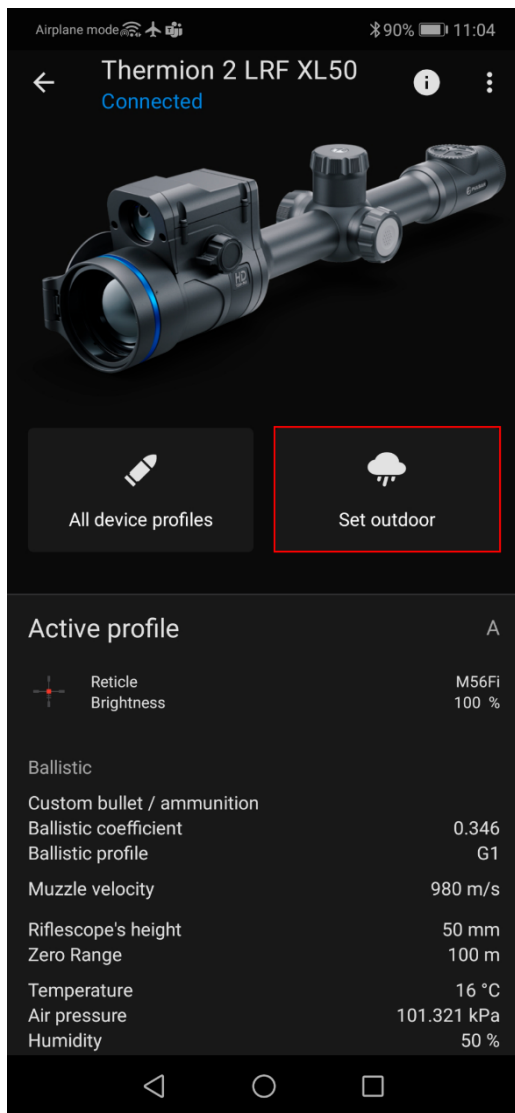 Airplane mode 90% 11:04
Thermion 2 LRF XL50
Connected
HD
PULSAR
All device profiles
Set outdoor
Active profile A
Reticle M56Fi
Brightness 100 %
Ballistic
Custom bullet / ammunition
Ballistic coefficient 0.346
Ballistic profile G1
Muzzle velocity 980 m/s
Riflescope's height 50 mm
Zero Range 100 m
Temperature 16 °C
Air pressure 101.321 kPa
Humidity 50 %